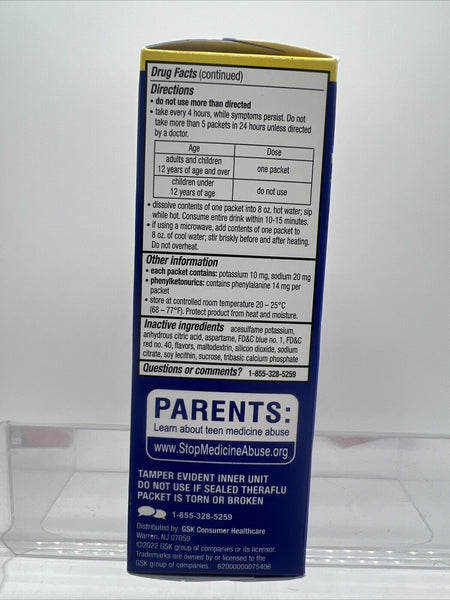 Drug Facts (continued)
Directions
• do not use more than directed
• take every 4 hours, while symptoms persist. Do not
take more than 5 packets in 24 hours unless directed
by a doctor.
Age Dose
adults and children
12 years of age and over one packet
children under
12 years of age do not use
• dissolve contents of one packet into 8 oz. hot water; sip
while hot. Consume entire drink within 10-15 minutes.
• if using a microwave, add contents of one packet to
8 oz. of cool water; stir briskly before and after heating.
Do not overheat.
Other information
• each packet contains: potassium 10 mg, sodium 20 mg
• phenylketonurics: contains phenylalanine 14 mg per
packet
• store at controlled room temperature 20 – 25°C
(68 – 77°F). Protect product from heat and moisture.
Inactive ingredients acesulfame potassium,
anhydrous citric acid, aspartame, FD&C blue no. 1, FD&C
red no. 40, flavors, maltodextrin, silicon dioxide, sodium
citrate, soy lecithin, sucrose, tribasic calcium phosphate
Questions or comments? 1-855-328-5259
PARENTS:
Learn about teen medicine abuse
www.StopMedicineAbuse.org
TAMPER EVIDENT INNER UNIT
DO NOT USE IF SEALED THERAFLU
PACKET IS TORN OR BROKEN
1-855-328-5259
Distributed by: GSK Consumer Healthcare
Warren, NJ 07059
©2022 GSK group of companies or its licensor.
Trademarks are owned by or licensed to the
GSK group of companies. 62000000075406